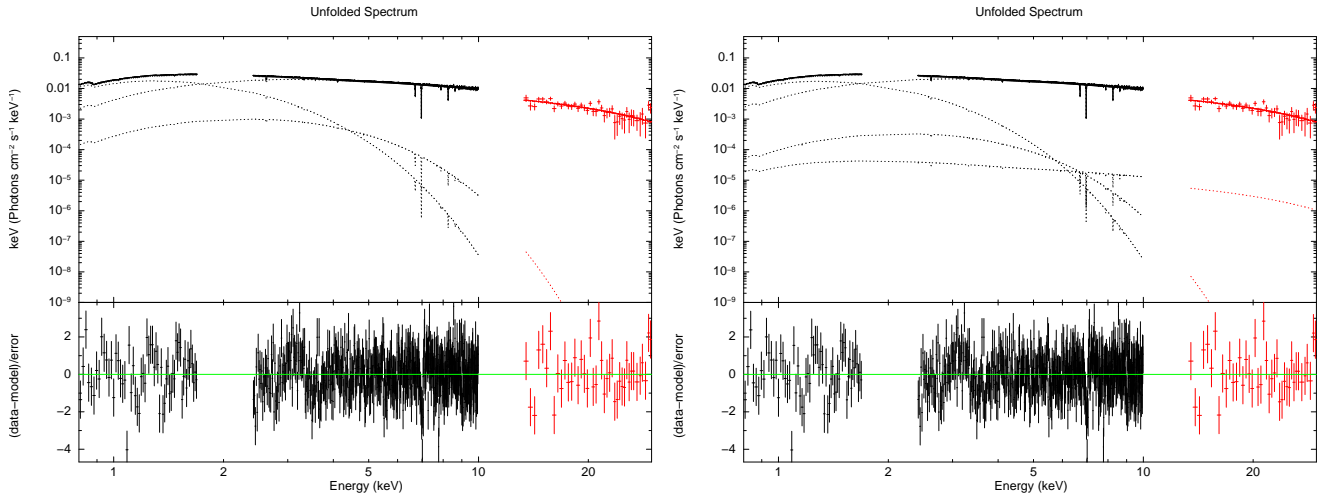 Unfolded Spectrum
keV (Photons cm⁻² s⁻¹ keV⁻¹)
0.1
0.01
10⁻³
10⁻⁴
10⁻⁵
10⁻⁶
10⁻⁷
10⁻⁸
10⁻⁹
(data−model)/error
2
0
−2
−4
1 2 5 10 20
Energy (keV)
Unfolded Spectrum
keV (Photons cm⁻² s⁻¹ keV⁻¹)
0.1
0.01
10⁻³
10⁻⁴
10⁻⁵
10⁻⁶
10⁻⁷
10⁻⁸
10⁻⁹
(data−model)/error
2
0
−2
−4
1 2 5 10 20
Energy (keV)